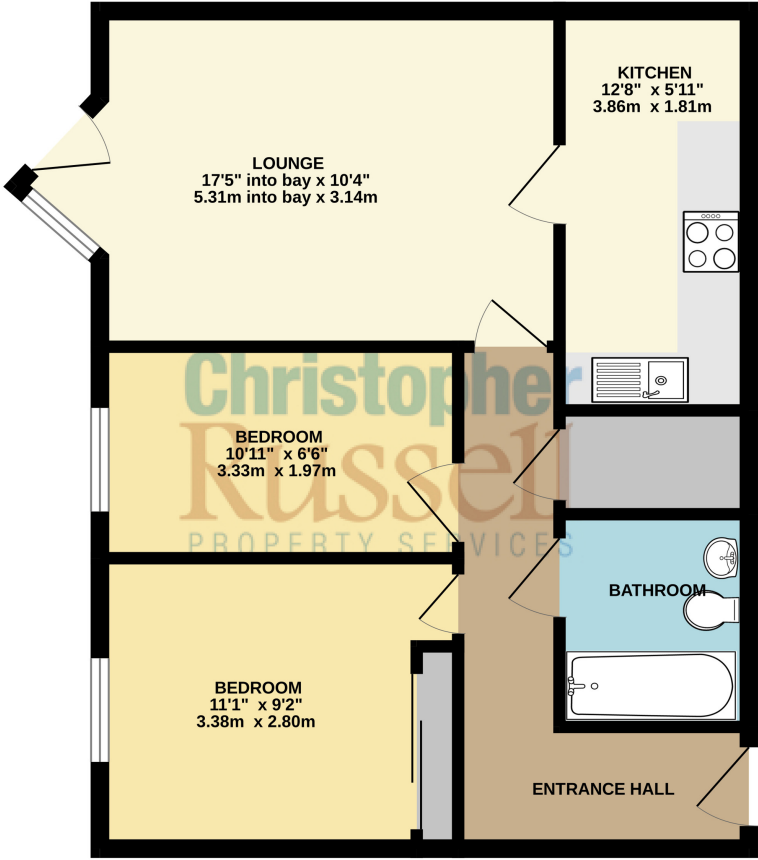 KITCHEN
12'8" x 5'11"
3.86m x 1.81m
LOUNGE
17'5" into bay x 10'4"
5.31m into bay x 3.14m
Christopher
Russell
PROPERTY SERVICES
BEDROOM
10'11" x 6'6"
3.33m x 1.97m
BATHROOM
BEDROOM
11'1" x 9'2"
3.38m x 2.80m
ENTRANCE HALL